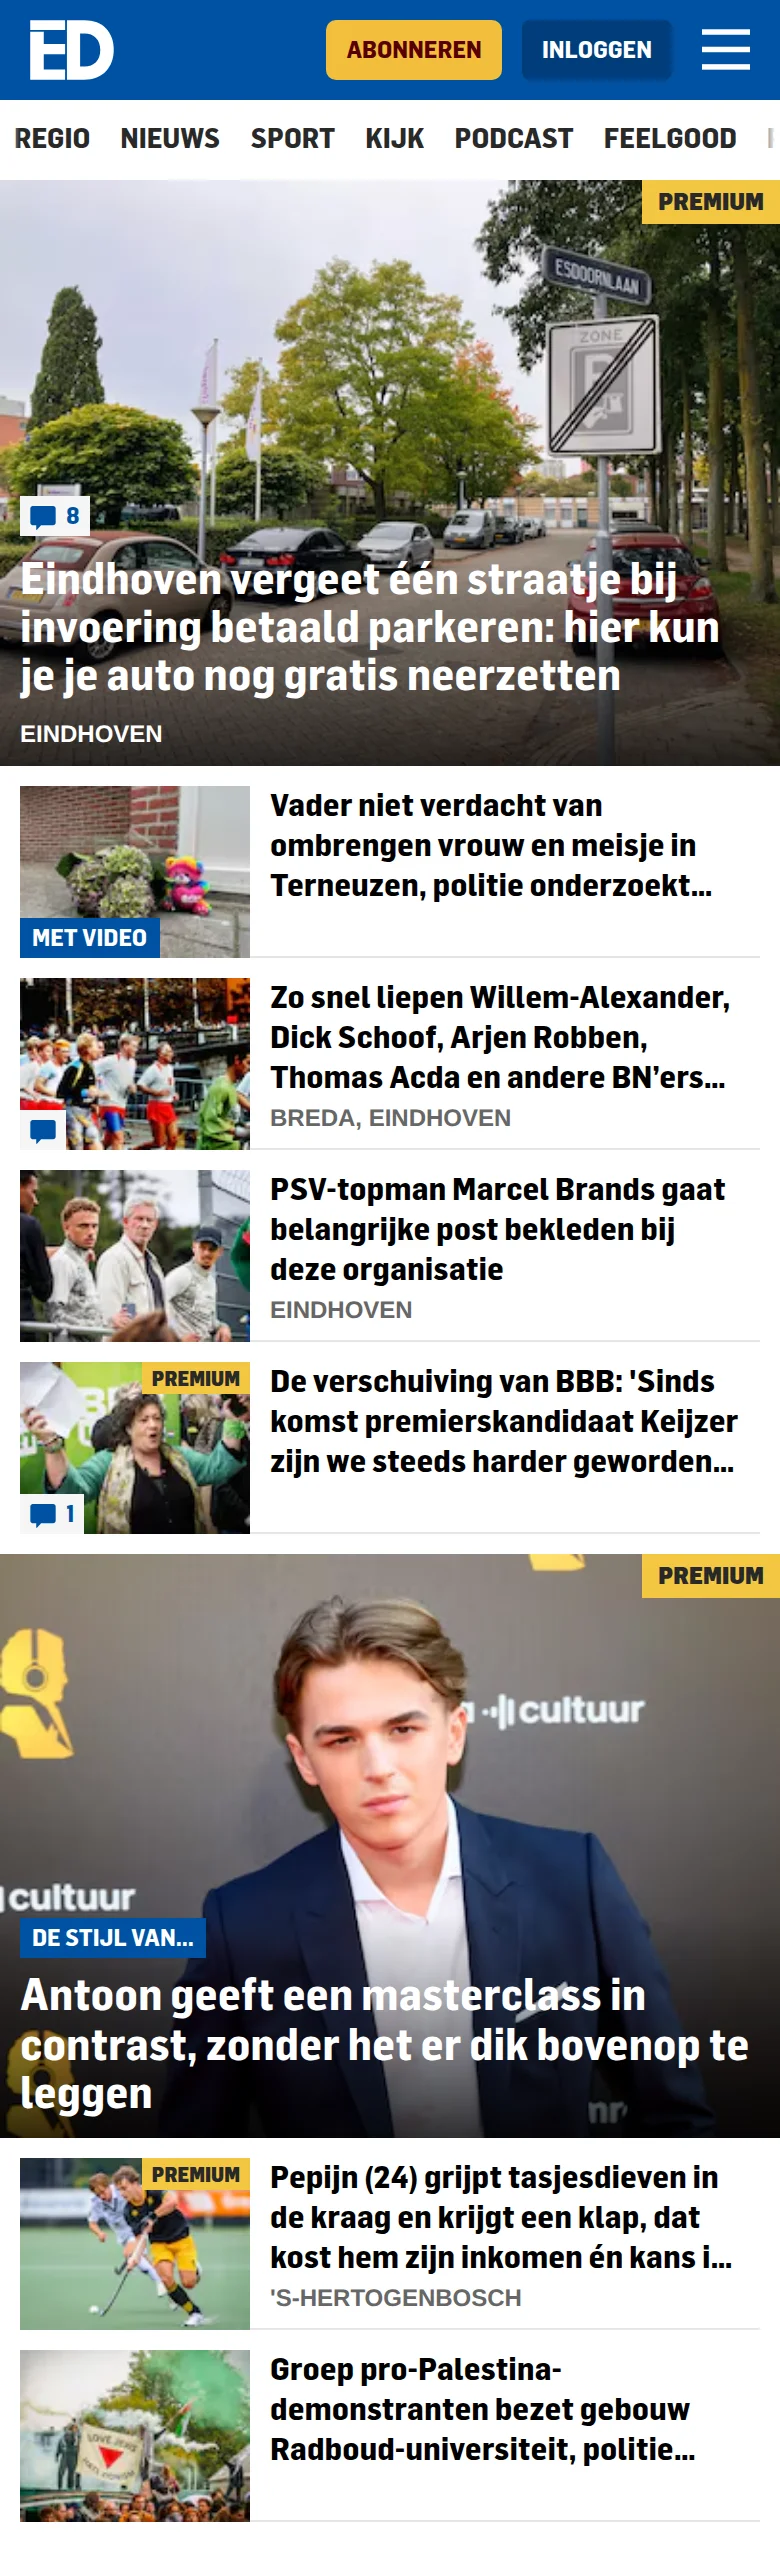 ED
ABONNEREN
INLOGGEN
REGIO NIEUWS SPORT KIJK PODCAST FEELGOOD
PREMIUM
ESDOORNLAAN
ZONE
P
8
Eindhoven vergeet één straatje bij
invoering betaald parkeren: hier kun
je je auto nog gratis neerzetten
EINDHOVEN
MET VIDEO
Vader niet verdacht van
ombrengen vrouw en meisje in
Terneuzen, politie onderzoekt...
Zo snel liepen Willem-Alexander,
Dick Schoof, Arjen Robben,
Thomas Acda en andere BN’ers...
BREDA, EINDHOVEN
PSV-topman Marcel Brands gaat
belangrijke post bekleden bij
deze organisatie
EINDHOVEN
PREMIUM
1
De verschuiving van BBB: 'Sinds
komst premierskandidaat Keijzer
zijn we steeds harder geworden...
PREMIUM
cultuur
cultuur
DE STIJL VAN...
Antoon geeft een masterclass in
contrast, zonder het er dik bovenop te
leggen
PREMIUM
Pepijn (24) grijpt tasjesdieven in
de kraag en krijgt een klap, dat
kost hem zijn inkomen én kans i...
'S-HERTOGENBOSCH
Groep pro-Palestina-
demonstranten bezet gebouw
Radboud-universiteit, politie...